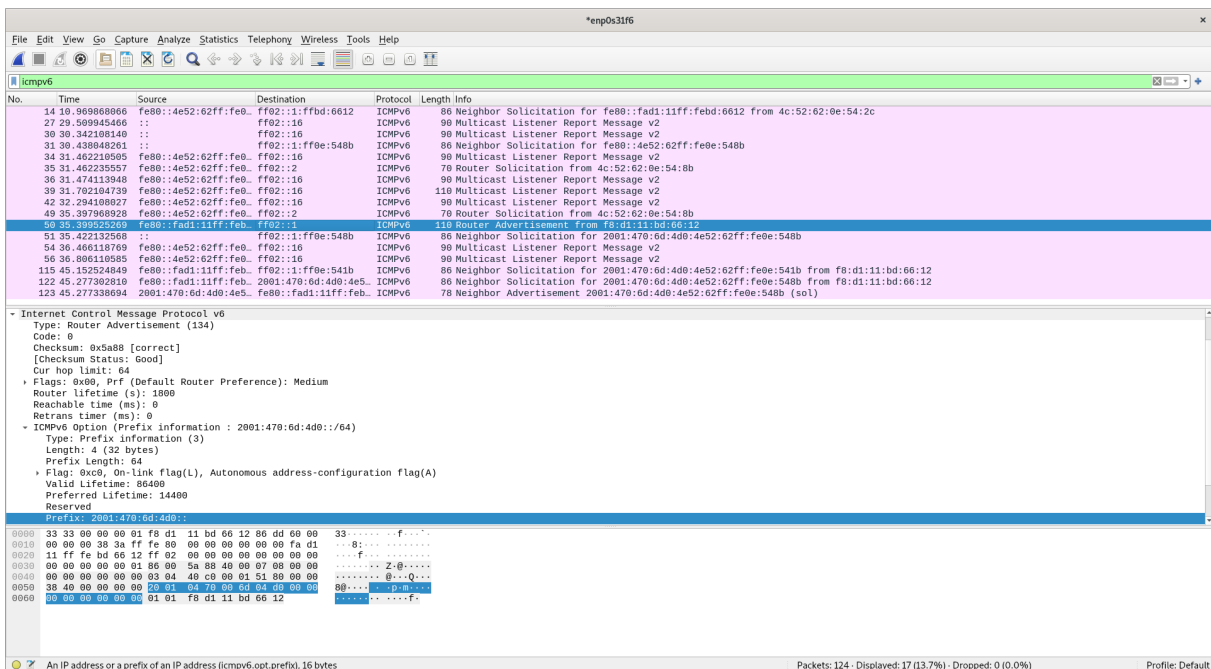 *enp0s31f6
File Edit View Go Capture Analyze Statistics Telephony Wireless Tools Help
icmpv6
No. Time Source Destination Protocol Length Info
14 10.969868066 fe80::4e52:62ff:fe0… ff02::1:ffbd:6612 ICMPv6 86 Neighbor Solicitation for fe80::fad1:11ff:febd:6612 from 4c:52:62:0e:54:2c
27 29.509945466 :: ff02::16 ICMPv6 90 Multicast Listener Report Message v2
30 30.342108140 :: ff02::16 ICMPv6 90 Multicast Listener Report Message v2
31 30.438048261 :: ff02::1:ff0e:548b ICMPv6 86 Neighbor Solicitation for fe80::4e52:62ff:fe0e:548b
34 31.462210505 fe80::4e52:62ff:fe0… ff02::16 ICMPv6 90 Multicast Listener Report Message v2
35 31.462235557 fe80::4e52:62ff:fe0… ff02::2 ICMPv6 70 Router Solicitation from 4c:52:62:0e:54:8b
36 31.474113948 fe80::4e52:62ff:fe0… ff02::16 ICMPv6 90 Multicast Listener Report Message v2
39 31.702104739 fe80::4e52:62ff:fe0… ff02::16 ICMPv6 110 Multicast Listener Report Message v2
42 32.294108027 fe80::4e52:62ff:fe0… ff02::16 ICMPv6 90 Multicast Listener Report Message v2
49 35.397968928 fe80::4e52:62ff:fe0… ff02::2 ICMPv6 70 Router Solicitation from 4c:52:62:0e:54:8b
50 35.399525269 fe80::fad1:11ff:feb… ff02::1 ICMPv6 110 Router Advertisement from f8:d1:11:bd:66:12
51 35.422132568 :: ff02::1:ff0e:548b ICMPv6 86 Neighbor Solicitation for 2001:470:6d:4d0:4e52:62ff:fe0e:548b
54 36.466118769 fe80::4e52:62ff:fe0… ff02::16 ICMPv6 90 Multicast Listener Report Message v2
56 36.806110585 fe80::4e52:62ff:fe0… ff02::16 ICMPv6 90 Multicast Listener Report Message v2
115 45.152524849 fe80::fad1:11ff:feb… ff02::1:ff0e:541b ICMPv6 86 Neighbor Solicitation for 2001:470:6d:4d0:4e52:62ff:fe0e:541b from f8:d1:11:bd:66:12
122 45.277302810 fe80::fad1:11ff:feb… 2001:470:6d:4d0:4e5… ICMPv6 86 Neighbor Solicitation for 2001:470:6d:4d0:4e52:62ff:fe0e:548b from f8:d1:11:bd:66:12
123 45.277338694 2001:470:6d:4d0:4e5… fe80::fad1:11ff:feb… ICMPv6 78 Neighbor Advertisement 2001:470:6d:4d0:4e52:62ff:fe0e:548b (sol)
Internet Control Message Protocol v6
Type: Router Advertisement (134)
Code: 0
Checksum: 0x5a88 [correct]
[Checksum Status: Good]
Cur hop limit: 64
Flags: 0x00, Prf (Default Router Preference): Medium
Router lifetime (s): 1800
Reachable time (ms): 0
Retrans timer (ms): 0
ICMPv6 Option (Prefix information : 2001:470:6d:4d0::/64)
Type: Prefix information (3)
Length: 4 (32 bytes)
Prefix Length: 64
Flag: 0xc0, On-link flag(L), Autonomous address-configuration flag(A)
Valid Lifetime: 86400
Preferred Lifetime: 14400
Reserved
Prefix: 2001:470:6d:4d0::
0000 33 33 00 00 00 01 f8 d1 11 bd 66 12 86 dd 60 00 33······ ··f···`·
0010 00 00 00 38 3a ff fe 80 00 00 00 00 00 00 fa d1 ···8:··· ········
0020 11 ff fe bd 66 12 ff 02 00 00 00 00 00 00 00 00 ····f··· ········
0030 00 00 00 00 00 01 86 00 5a 88 40 00 07 08 00 00 ········ Z·@·····
0040 00 00 00 00 00 00 03 04 40 c0 00 01 51 80 00 00 ········ @···Q···
0050 38 40 00 00 00 00 20 01 04 70 00 6d 04 d0 00 00 8@···· · ·p·m····
0060 00 00 00 00 00 00 01 01 f8 d1 11 bd 66 12 ········ ····f·
An IP address or a prefix of an IP address (icmpv6.opt.prefix), 16 bytes Packets: 124 · Displayed: 17 (13.7%) · Dropped: 0 (0.0%) Profile: Default